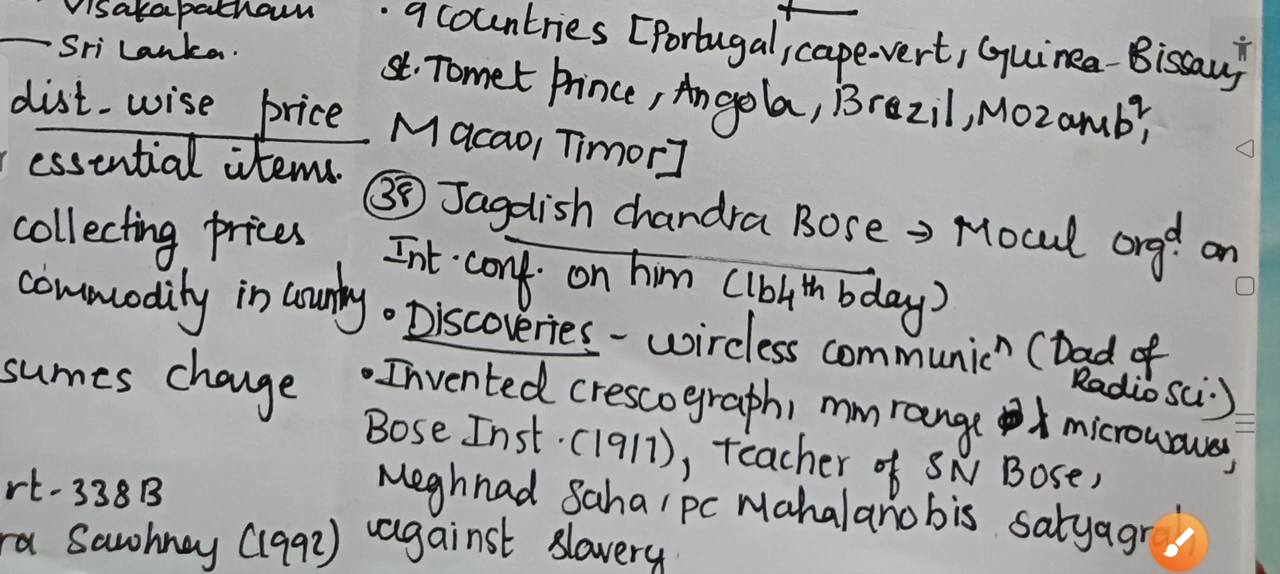 Visakapatnam
— Sri Lanka.
dist-wise price
essential items.
collecting prices
commodity in country
sumes change
rt-338B
ra Sawhney (1992)
• 9 countries [Portugal, cape-vert, Guinea-Bissau,
st. Tomet Prince, Angola, Brazil, Mozambq,
Macao, Timor]
(38) Jagdish chandra Bose → Mocul orgd on
Int. conf. on him (164th bday)
• Discoveries - wireless communicn (Dad of
Radio sci.)
• Invented crescograph, mm range microwaves,
Bose Inst. (1917), teacher of SN Bose,
Meghnad Saha, PC Mahalanobis satyagr
against slavery